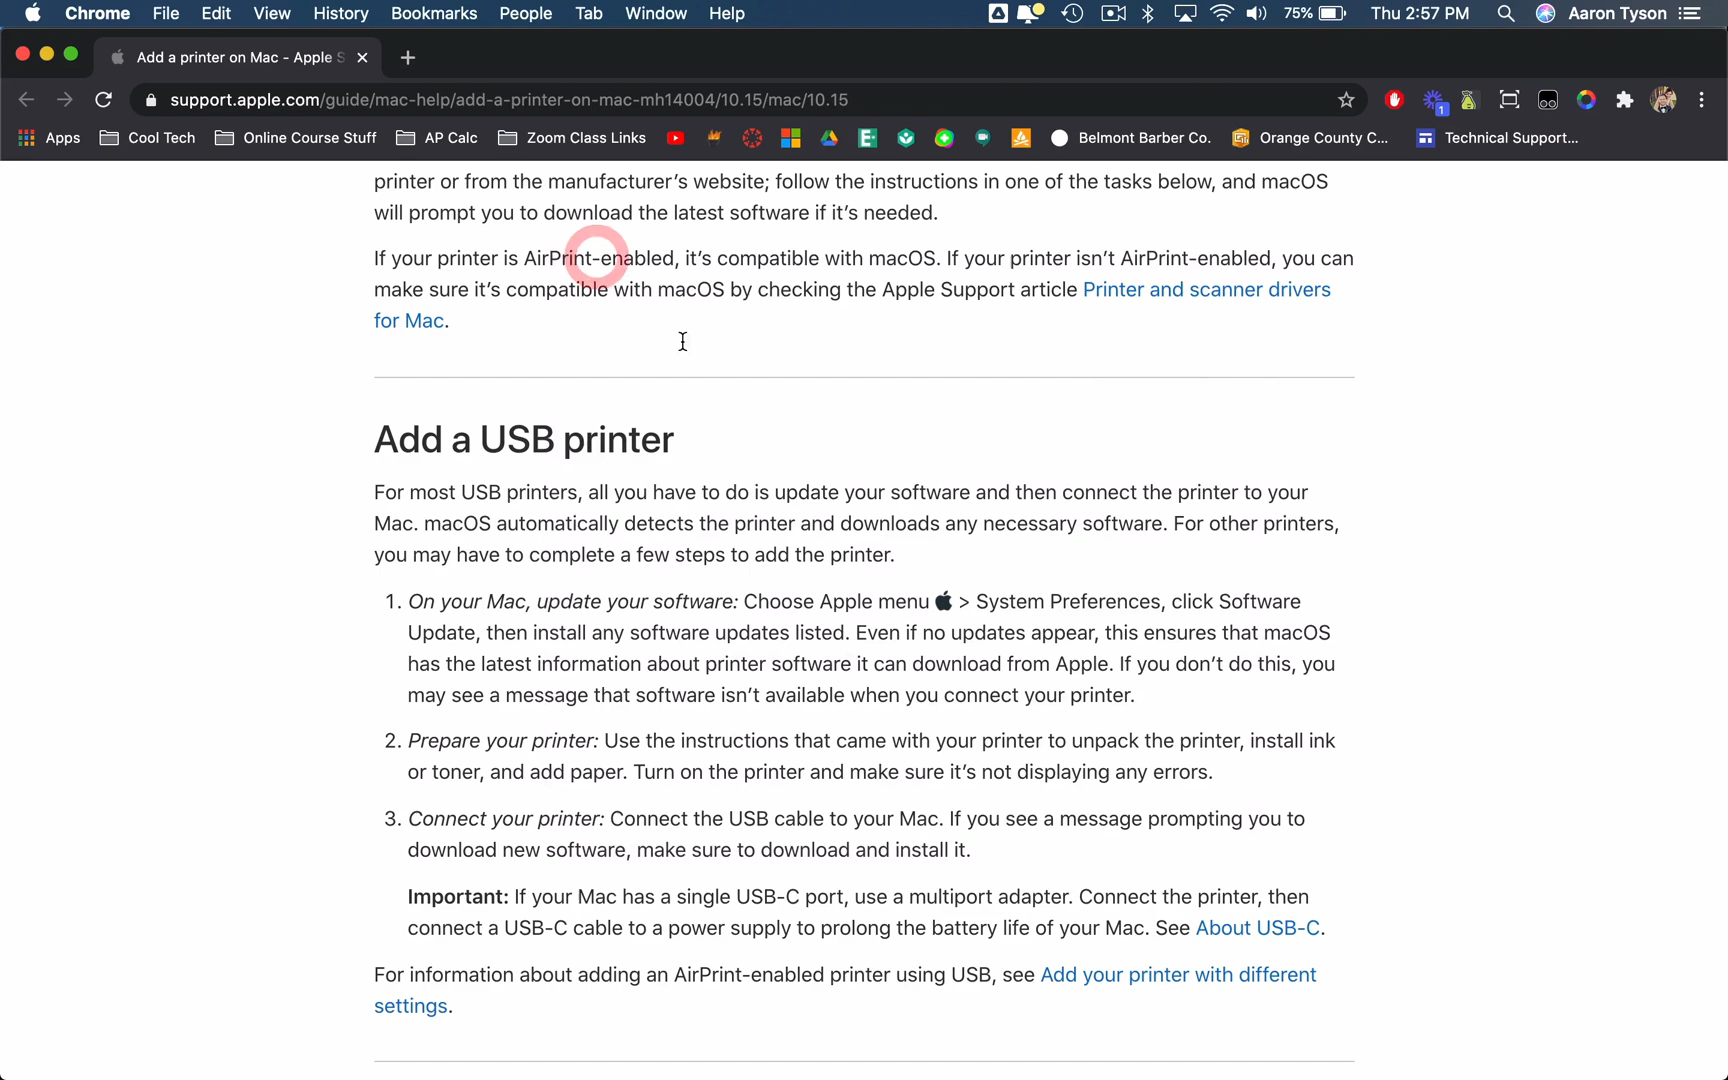 Chrome File Edit View History Bookmarks People Tab Window Help 75% Thu 2:57 PM Aaron Tyson
Add a printer on Mac - Apple S
support.apple.com/guide/mac-help/add-a-printer-on-mac-mh14004/10.15/mac/10.15 1
Apps Cool Tech Online Course Stuff AP Calc Zoom Class Links Belmont Barber Co. Orange County C... Technical Support...
printer or from the manufacturer’s website; follow the instructions in one of the tasks below, and macOS
will prompt you to download the latest software if it’s needed.
If your printer is AirPrint-enabled, it’s compatible with macOS. If your printer isn’t AirPrint-enabled, you can
make sure it’s compatible with macOS by checking the Apple Support article Printer and scanner drivers
for Mac.
Add a USB printer
For most USB printers, all you have to do is update your software and then connect the printer to your
Mac. macOS automatically detects the printer and downloads any necessary software. For other printers,
you may have to complete a few steps to add the printer.
1. On your Mac, update your software: Choose Apple menu > System Preferences, click Software
Update, then install any software updates listed. Even if no updates appear, this ensures that macOS
has the latest information about printer software it can download from Apple. If you don’t do this, you
may see a message that software isn’t available when you connect your printer.
2. Prepare your printer: Use the instructions that came with your printer to unpack the printer, install ink
or toner, and add paper. Turn on the printer and make sure it’s not displaying any errors.
3. Connect your printer: Connect the USB cable to your Mac. If you see a message prompting you to
download new software, make sure to download and install it.
Important: If your Mac has a single USB-C port, use a multiport adapter. Connect the printer, then
connect a USB-C cable to a power supply to prolong the battery life of your Mac. See About USB-C.
For information about adding an AirPrint-enabled printer using USB, see Add your printer with different
settings.